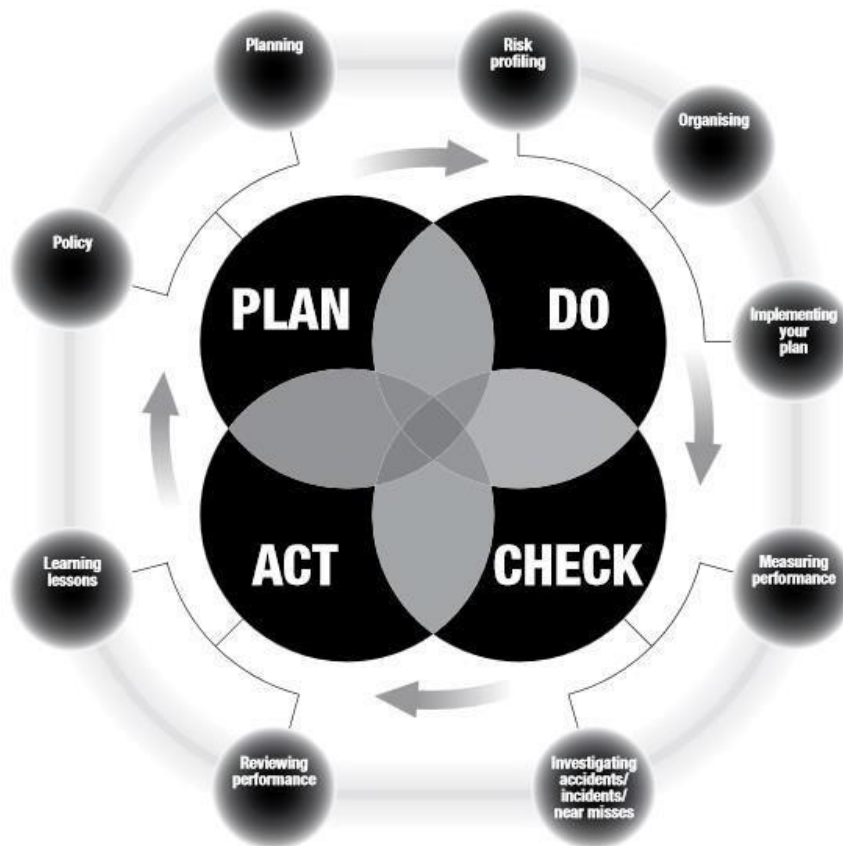 Planning
Risk
profiling
Organising
Policy
PLAN
DO
Implementing
your
plan
ACT
CHECK
Learning
lessons
Measuring
performance
Reviewing
performance
Investigating
accidents/
incidents/
near misses